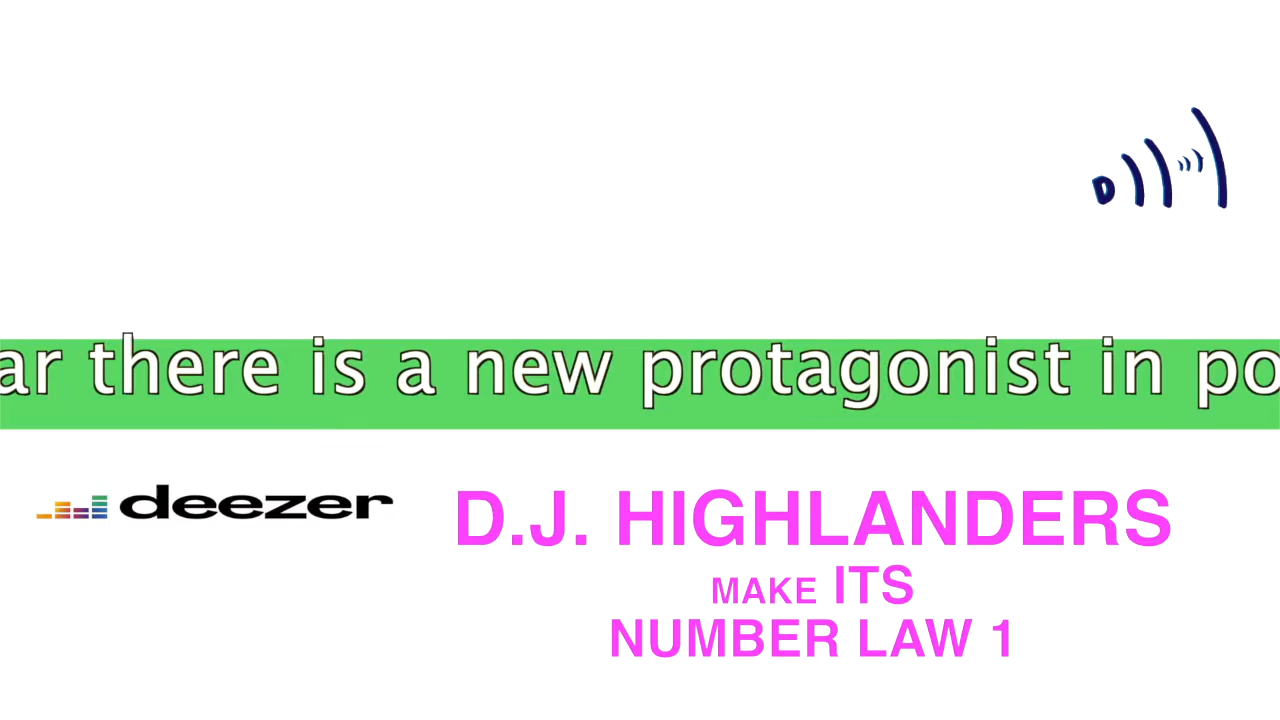 ar there is a new protagonist in po
deezer
D.J. HIGHLANDERS
MAKE ITS
NUMBER LAW 1